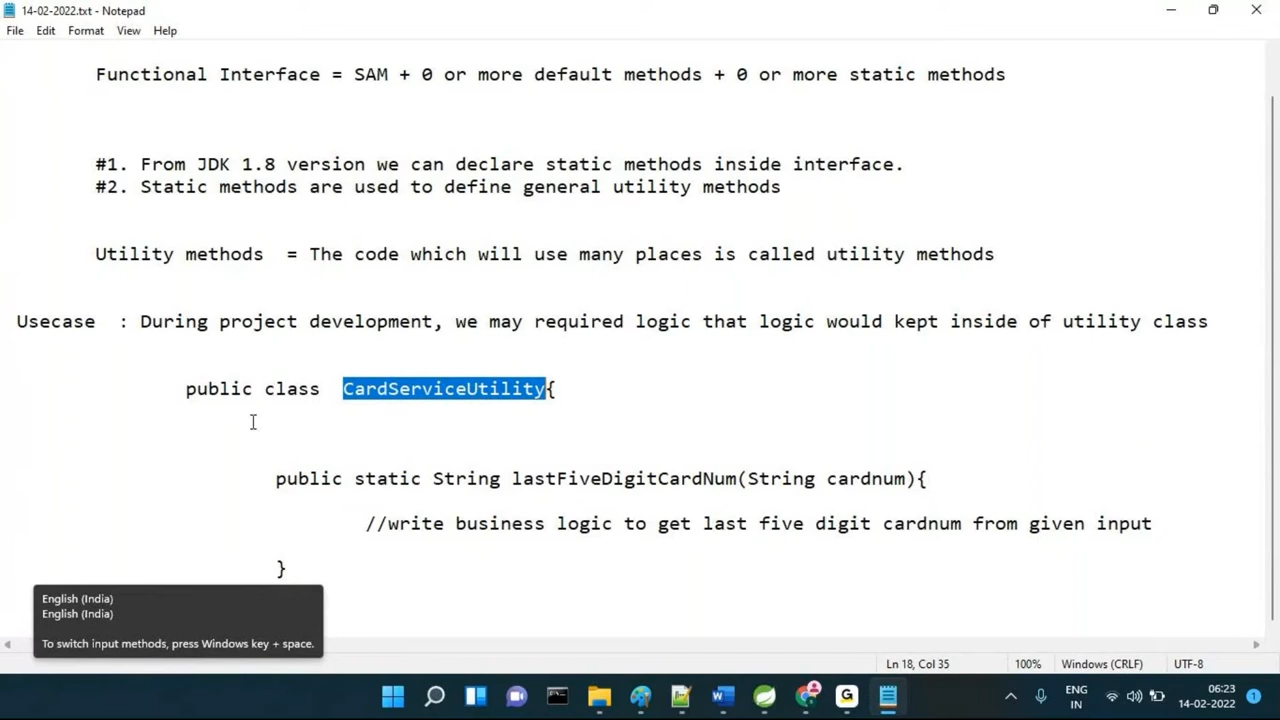 14-02-2022.txt - Notepad
File Edit Format View Help
Functional Interface = SAM + 0 or more default methods + 0 or more static methods
#1. From JDK 1.8 version we can declare static methods inside interface.
#2. Static methods are used to define general utility methods
Utility methods = The code which will use many places is called utility methods
Usecase : During project development, we may required logic that logic would kept inside of utility class
public class CardServiceUtility{
public static String lastFiveDigitCardNum(String cardnum){
//write business logic to get last five digit cardnum from given input
}
English (India)
English (India)
To switch input methods, press Windows key + space.
Ln 18, Col 35 100% Windows (CRLF) UTF-8
ENG
IN
06:23
14-02-2022
1